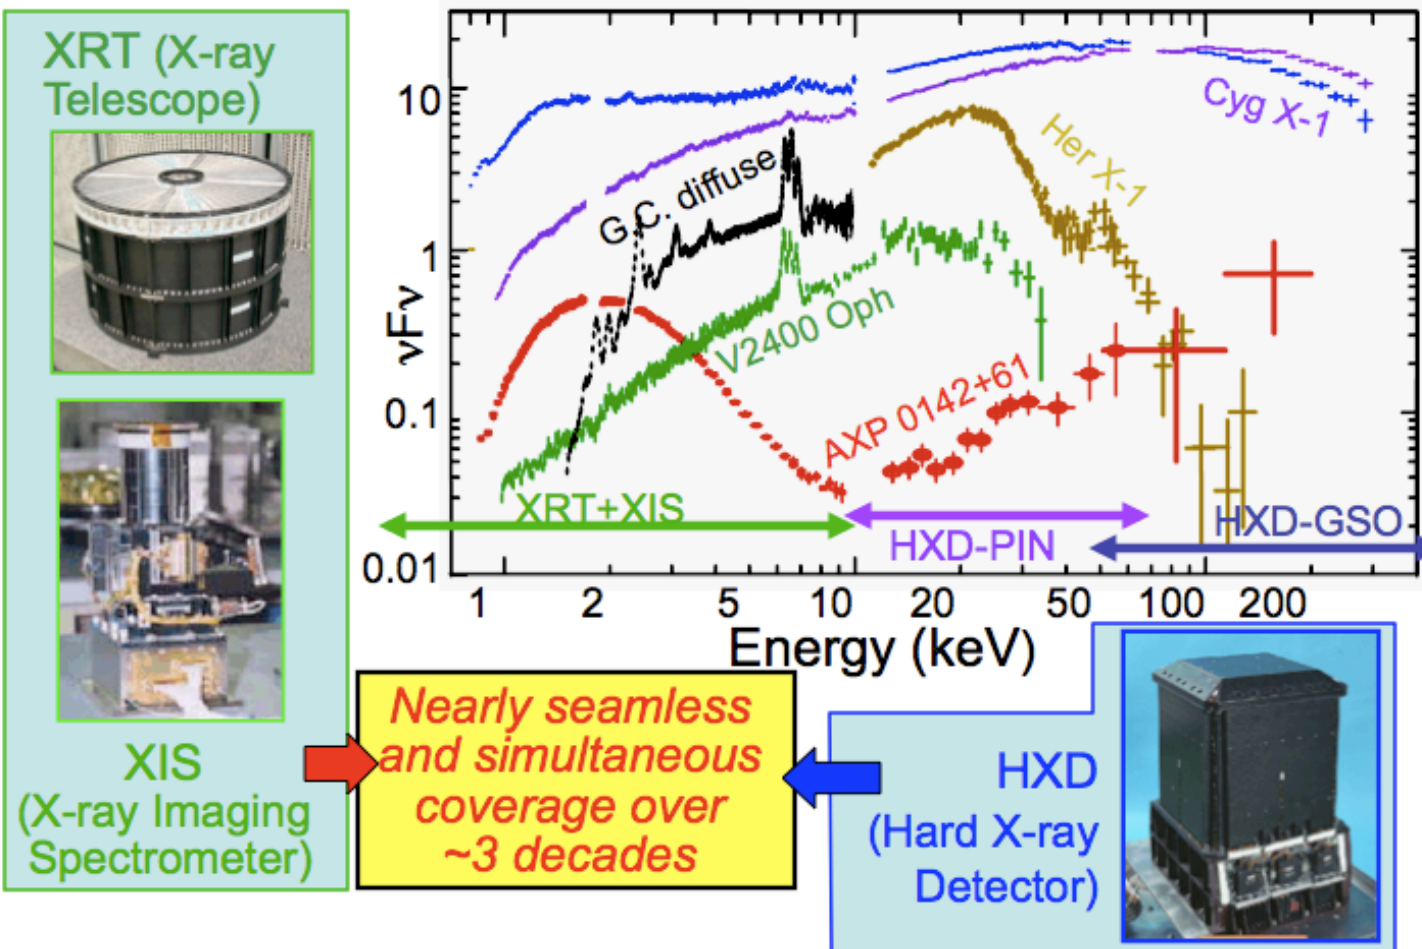 XRT (X-ray
Telescope)
XIS
(X-ray Imaging
Spectrometer)
νFν
10
1
0.1
0.01
Cyg X-1
Her X-1
G.C. diffuse
V2400 Oph
AXP 0142+61
XRT+XIS
HXD-PIN
HXD-GSO
1 2 5 10 20 50 100 200
Energy (keV)
Nearly seamless
and simultaneous
coverage over
~3 decades
HXD
(Hard X-ray
Detector)